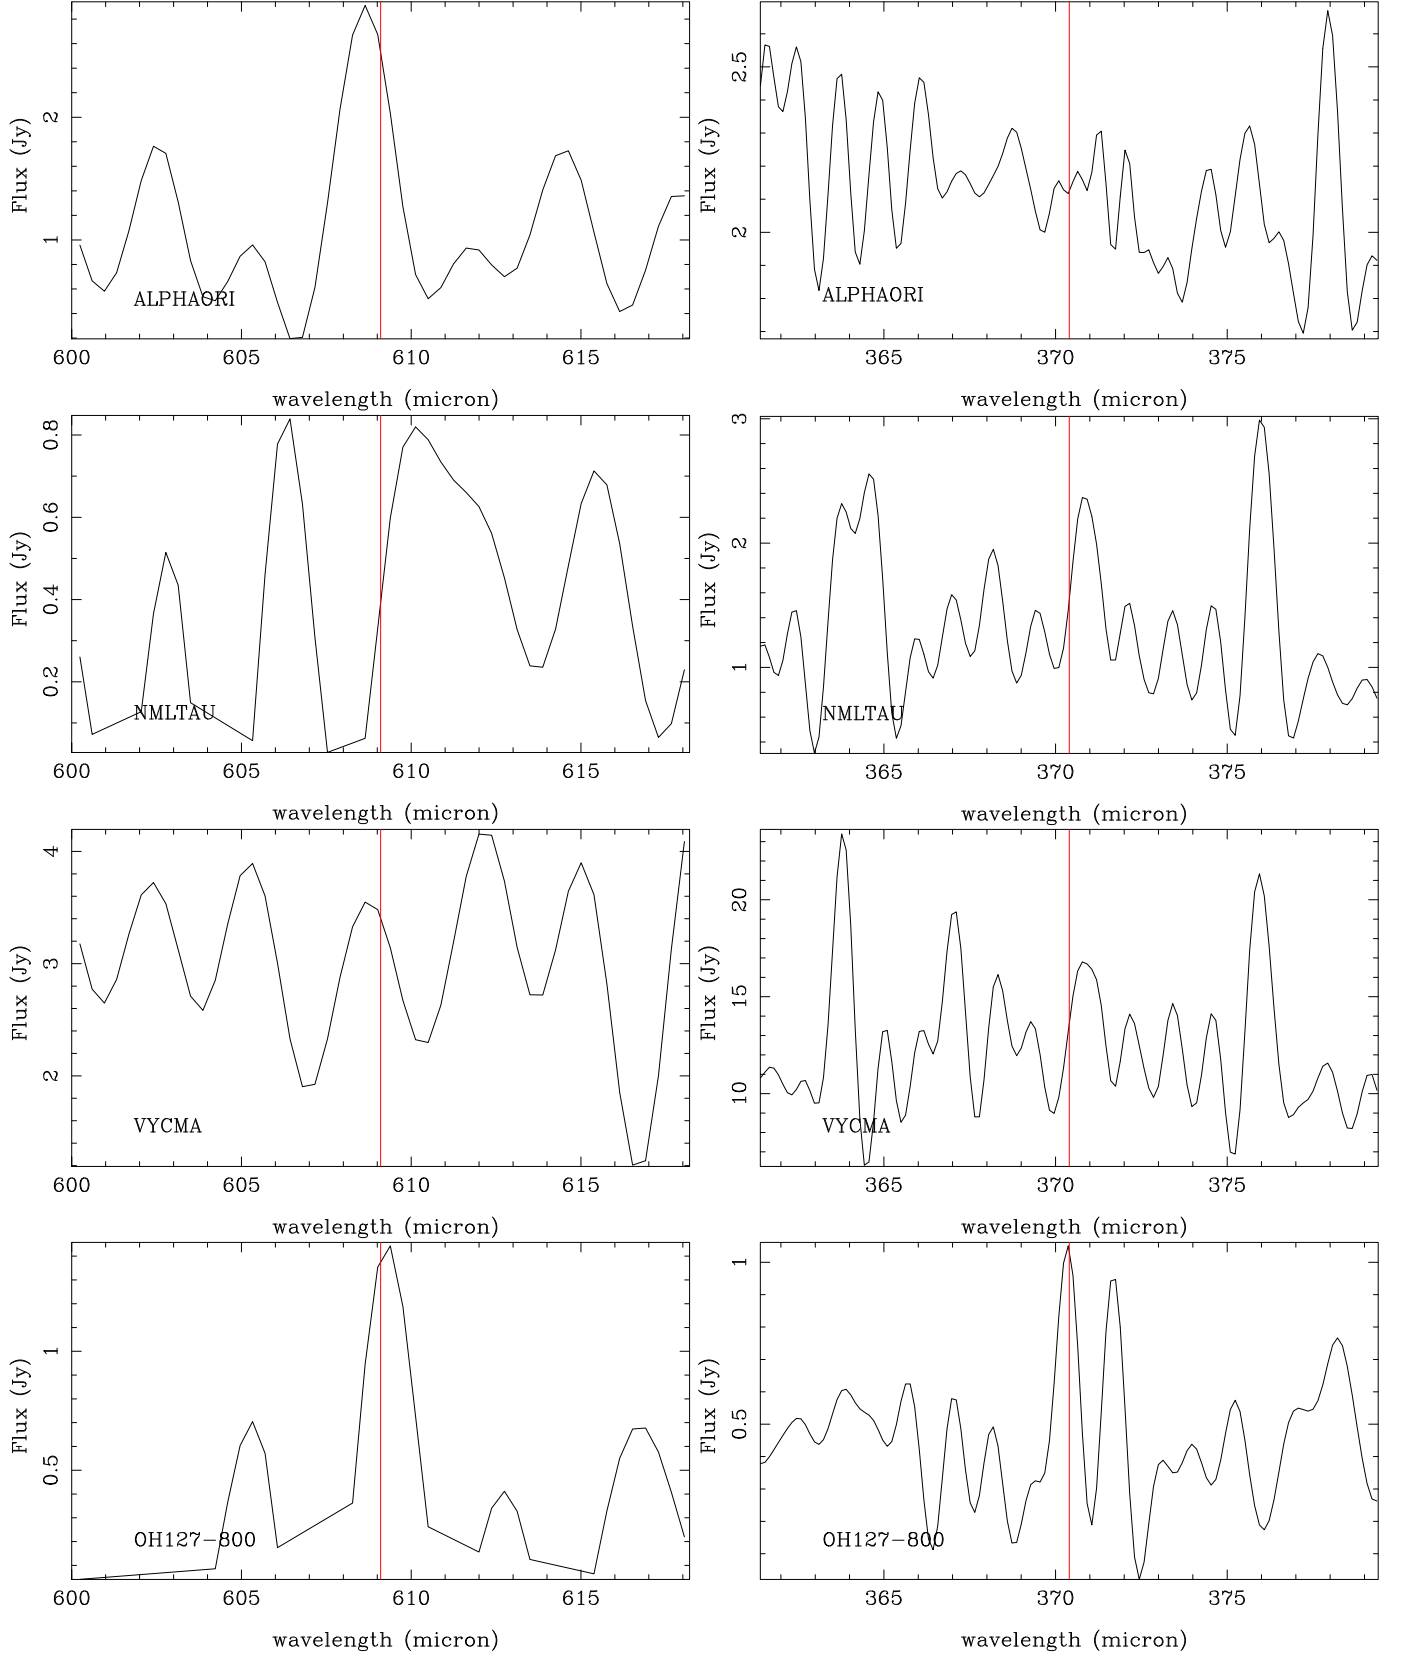 Flux (Jy)
2
1
ALPHAORI
600 605 610 615
wavelength (micron)
Flux (Jy)
2.5
2
ALPHAORI
365 370 375
wavelength (micron)
Flux (Jy)
0.8
0.6
0.4
0.2
NMLTAU
600 605 610 615
wavelength (micron)
Flux (Jy)
3
2
1
NMLTAU
365 370 375
wavelength (micron)
Flux (Jy)
4
3
2
VYCMA
600 605 610 615
wavelength (micron)
Flux (Jy)
20
15
10
VYCMA
365 370 375
wavelength (micron)
Flux (Jy)
1
0.5
OH127-800
600 605 610 615
wavelength (micron)
Flux (Jy)
1
0.5
OH127-800
365 370 375
wavelength (micron)